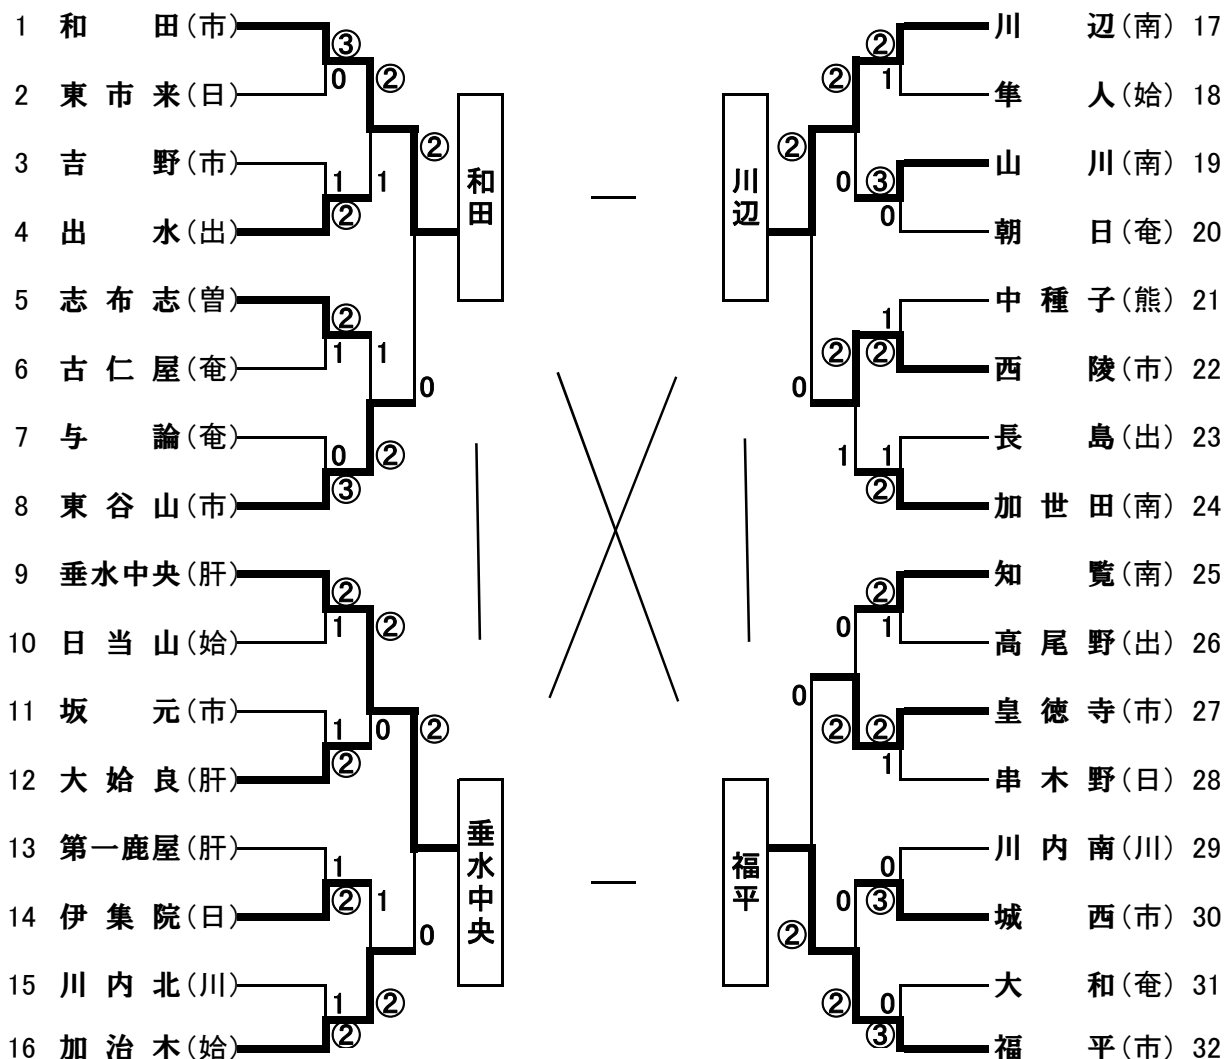 1 和田(市)
③
0
2 東市来(日)
②
3 吉野(市)
1
②
1
4 出水(出)
②
和田
5 志布志(曽)
②
1
6 古仁屋(奄)
1
7 与論(奄)
0
③
②
8 東谷山(市)
0
9 垂水中央(肝)
②
1
10 日当山(始)
②
11 坂元(市)
1
②
0
12 大姶良(肝)
②
垂水中央
13 第一鹿屋(肝)
1
②
14 伊集院(日)
1
15 川内北(川)
1
②
②
16 加治木(始)
0
川辺(南) 17
②
1
隼人(始) 18
②
山川(南) 19
③
0
0
朝日(奄) 20
②
川辺
中種子(熊) 21
1
②
西陵(市) 22
②
長島(出) 23
1
②
1
加世田(南) 24
0
知覧(南) 25
②
1
高尾野(出) 26
0
皇徳寺(市) 27
②
1
②
串木野(日) 28
0
福平
川内南(川) 29
0
③
城西(市) 30
0
大和(奄) 31
0
③
②
福平(市) 32
②